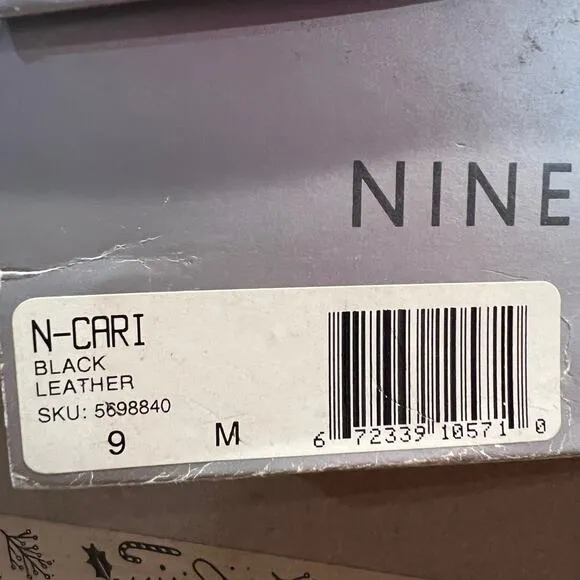 NINE
N-CARI
BLACK
LEATHER
SKU: 5698840
9 M
6 72339 10571 0